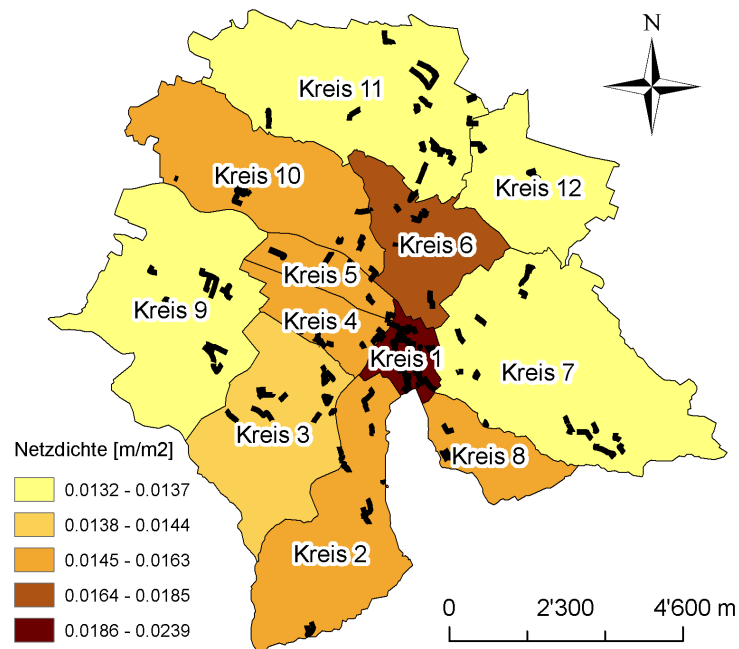 N
Kreis 11
Kreis 10
Kreis 12
Kreis 6
Kreis 5
Kreis 9
Kreis 4
Kreis 1
Kreis 7
Kreis 3
Kreis 8
Kreis 2
Netzdichte [m/m2]
0.0132 - 0.0137
0.0138 - 0.0144
0.0145 - 0.0163
0.0164 - 0.0185
0.0186 - 0.0239
0 2'300 4'600 m